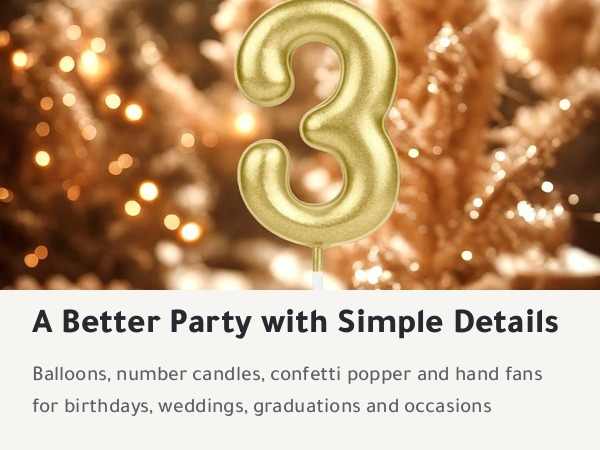 3
A Better Party with Simple Details
Balloons, number candles, confetti popper and hand fans
for birthdays, weddings, graduations and occasions